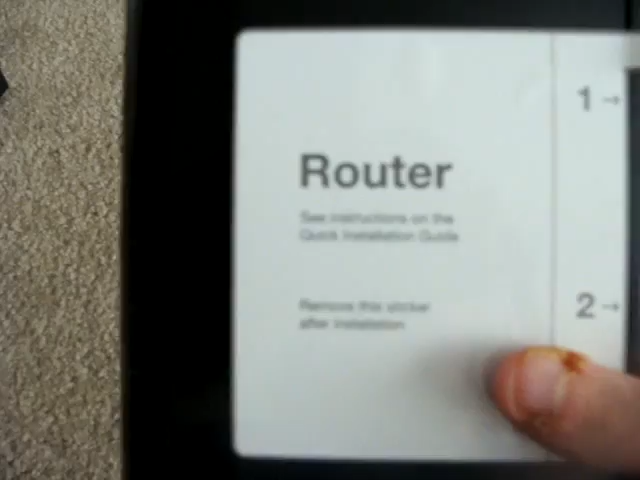 Router
See instructions on the
Quick Installation Guide
Remove this sticker
after installation
1→
2→